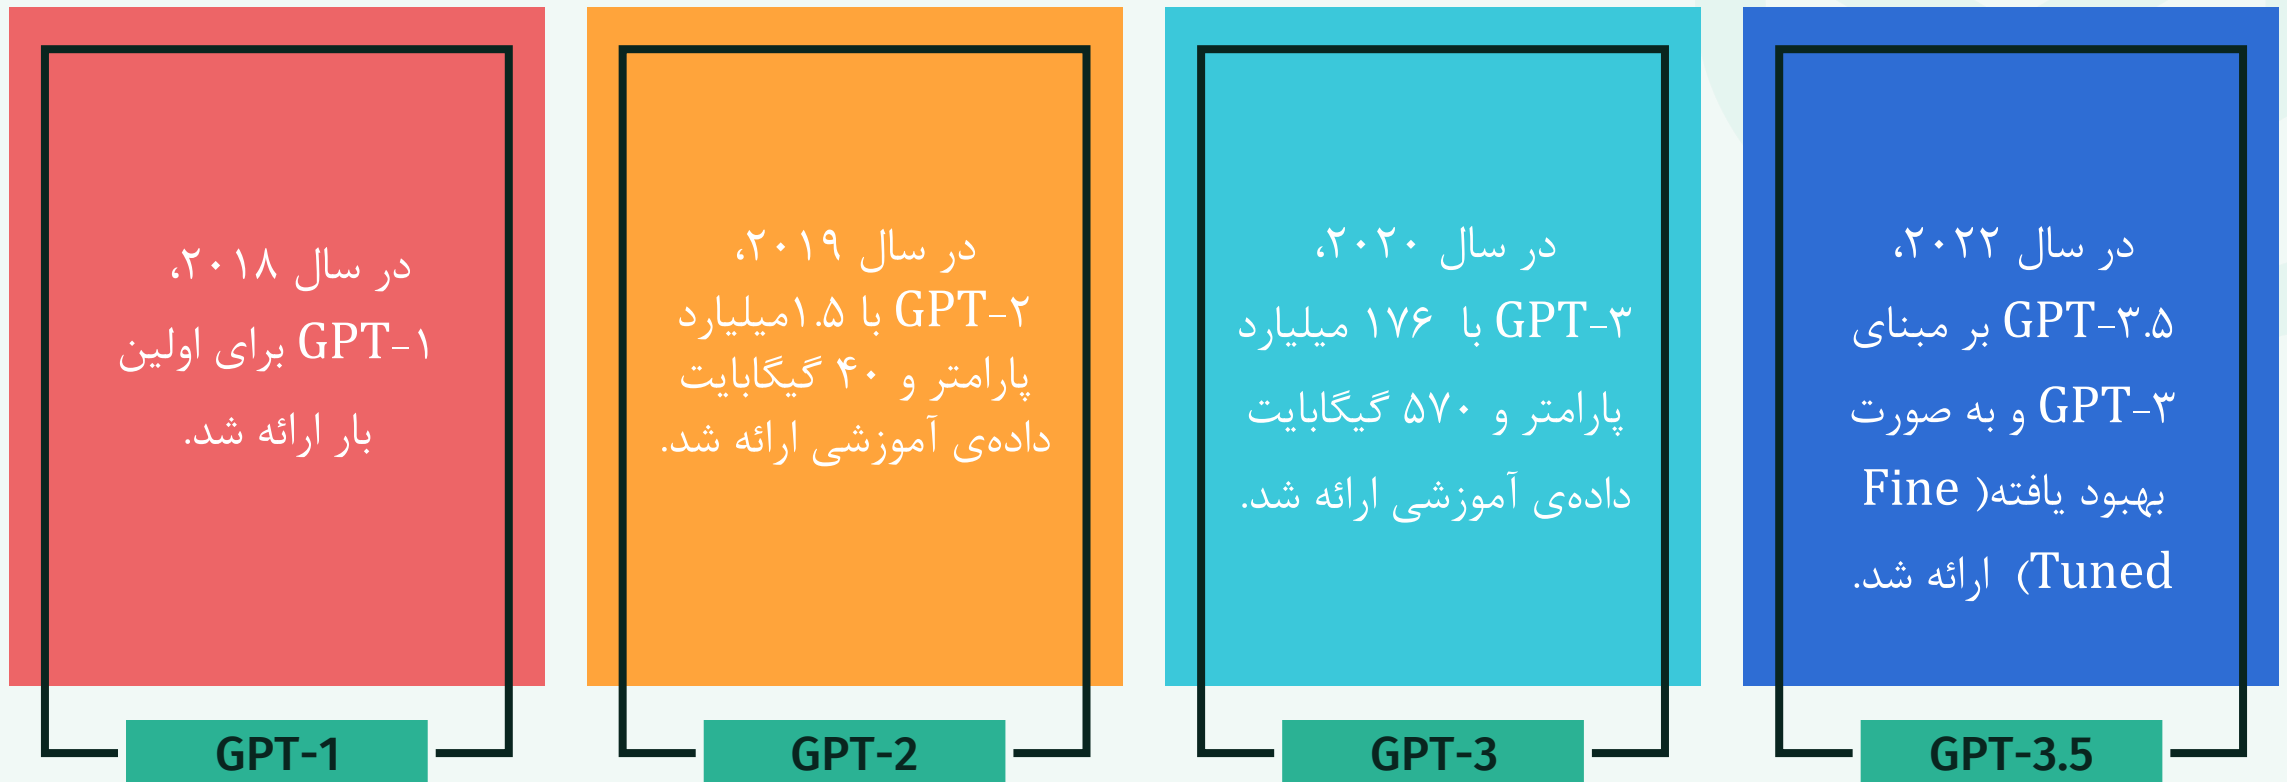 در سال ۲۰۱۸،
GPT-۱ برای اولین
بار ارائه شد.
GPT-1
در سال ۲۰۱۹،
GPT-۲ با ۱.۵میلیارد
پارامتر و ۴۰ گیگابایت
داده‌ی آموزشی ارائه شد.
GPT-2
در سال ۲۰۲۰،
GPT-۳ با ۱۷۶ میلیارد
پارامتر و ۵۷۰ گیگابایت
داده‌ی آموزشی ارائه شد.
GPT-3
در سال ۲۰۲۲،
GPT-۳.۵ بر مبنای
GPT-۳ و به صورت
بهبود یافته( Fine
Tuned) ارائه شد.
GPT-3.5